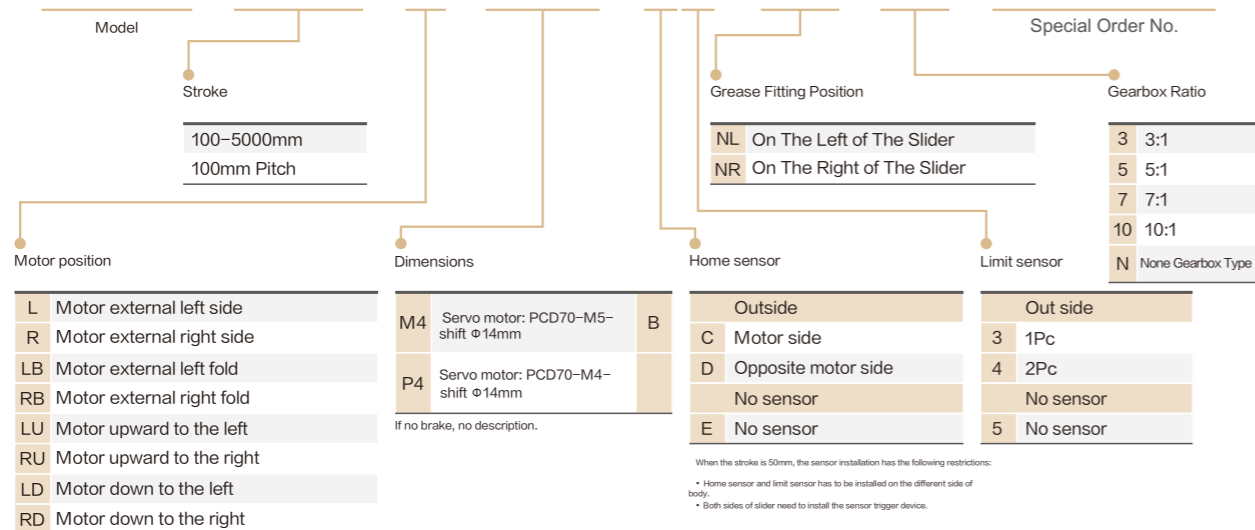 Model
Special Order No.
Stroke
100-5000mm
100mm Pitch
Grease Fitting Position
NL On The Left of The Slider
NR On The Right of The Slider
Gearbox Ratio
3 3:1
5 5:1
7 7:1
10 10:1
N None Gearbox Type
Motor position
L Motor external left side
R Motor external right side
LB Motor external left fold
RB Motor external right fold
LU Motor upward to the left
RU Motor upward to the right
LD Motor down to the left
RD Motor down to the right
Dimensions
M4 Servo motor: PCD70-M5-
shift Φ14mm
B
P4 Servo motor: PCD70-M4-
shift Φ14mm
If no brake, no description.
Home sensor
Outside
C Motor side
D Opposite motor side
No sensor
E No sensor
Limit sensor
Out side
3 1Pc
4 2Pc
No sensor
5 No sensor
When the stroke is 50mm, the sensor installation has the following restrictions:
• Home sensor and limit sensor has to be installed on the different side of
body.
• Both sides of slider need to install the sensor trigger device.